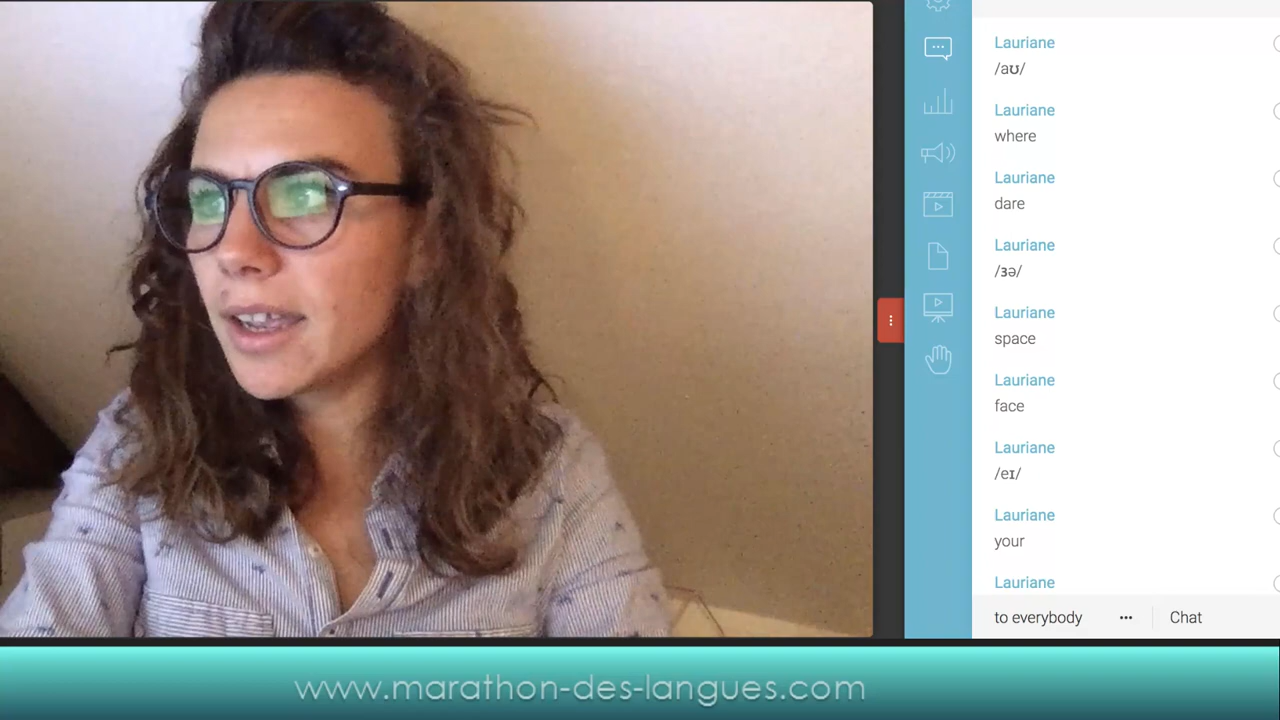 Lauriane
/aʊ/
Lauriane
where
Lauriane
dare
Lauriane
/ɜə/
Lauriane
space
Lauriane
face
Lauriane
/eɪ/
Lauriane
your
Lauriane
to everybody
Chat
www.marathon-des-langues.com